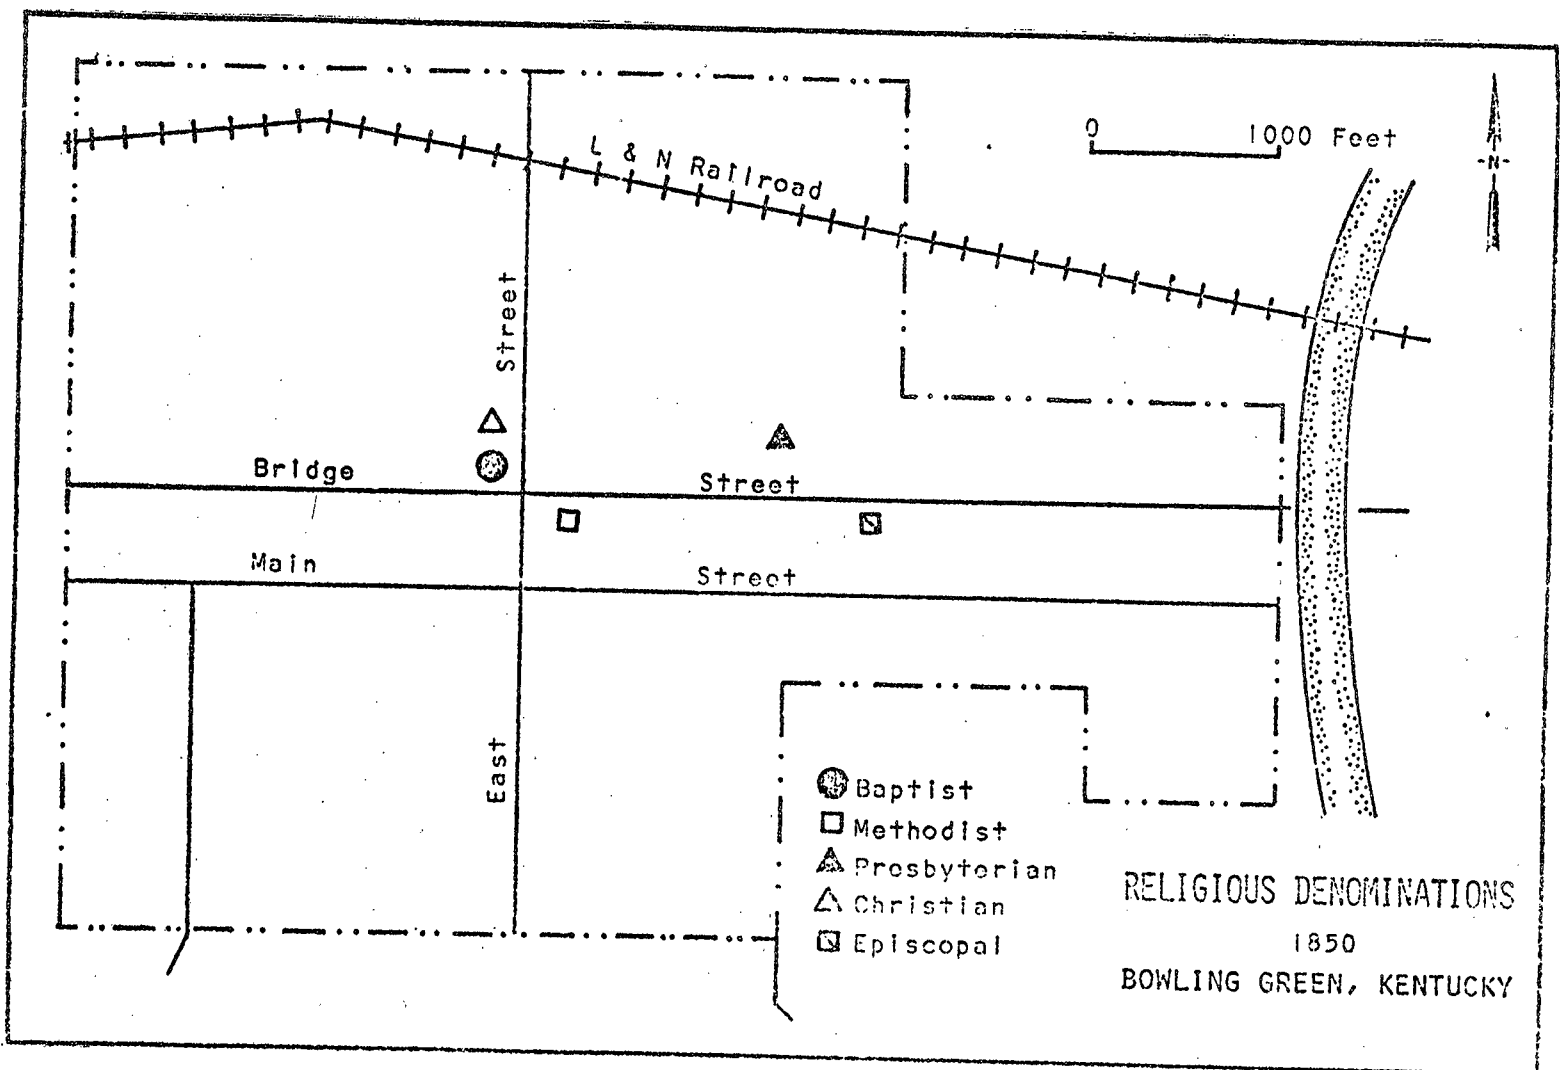 0 1000 Feet
N
L & N Railroad
Street
Bridge Street
Main Street
East
Baptist
Methodist
Presbyterian
Christian
Episcopal
RELIGIOUS DENOMINATIONS
1850
BOWLING GREEN, KENTUCKY